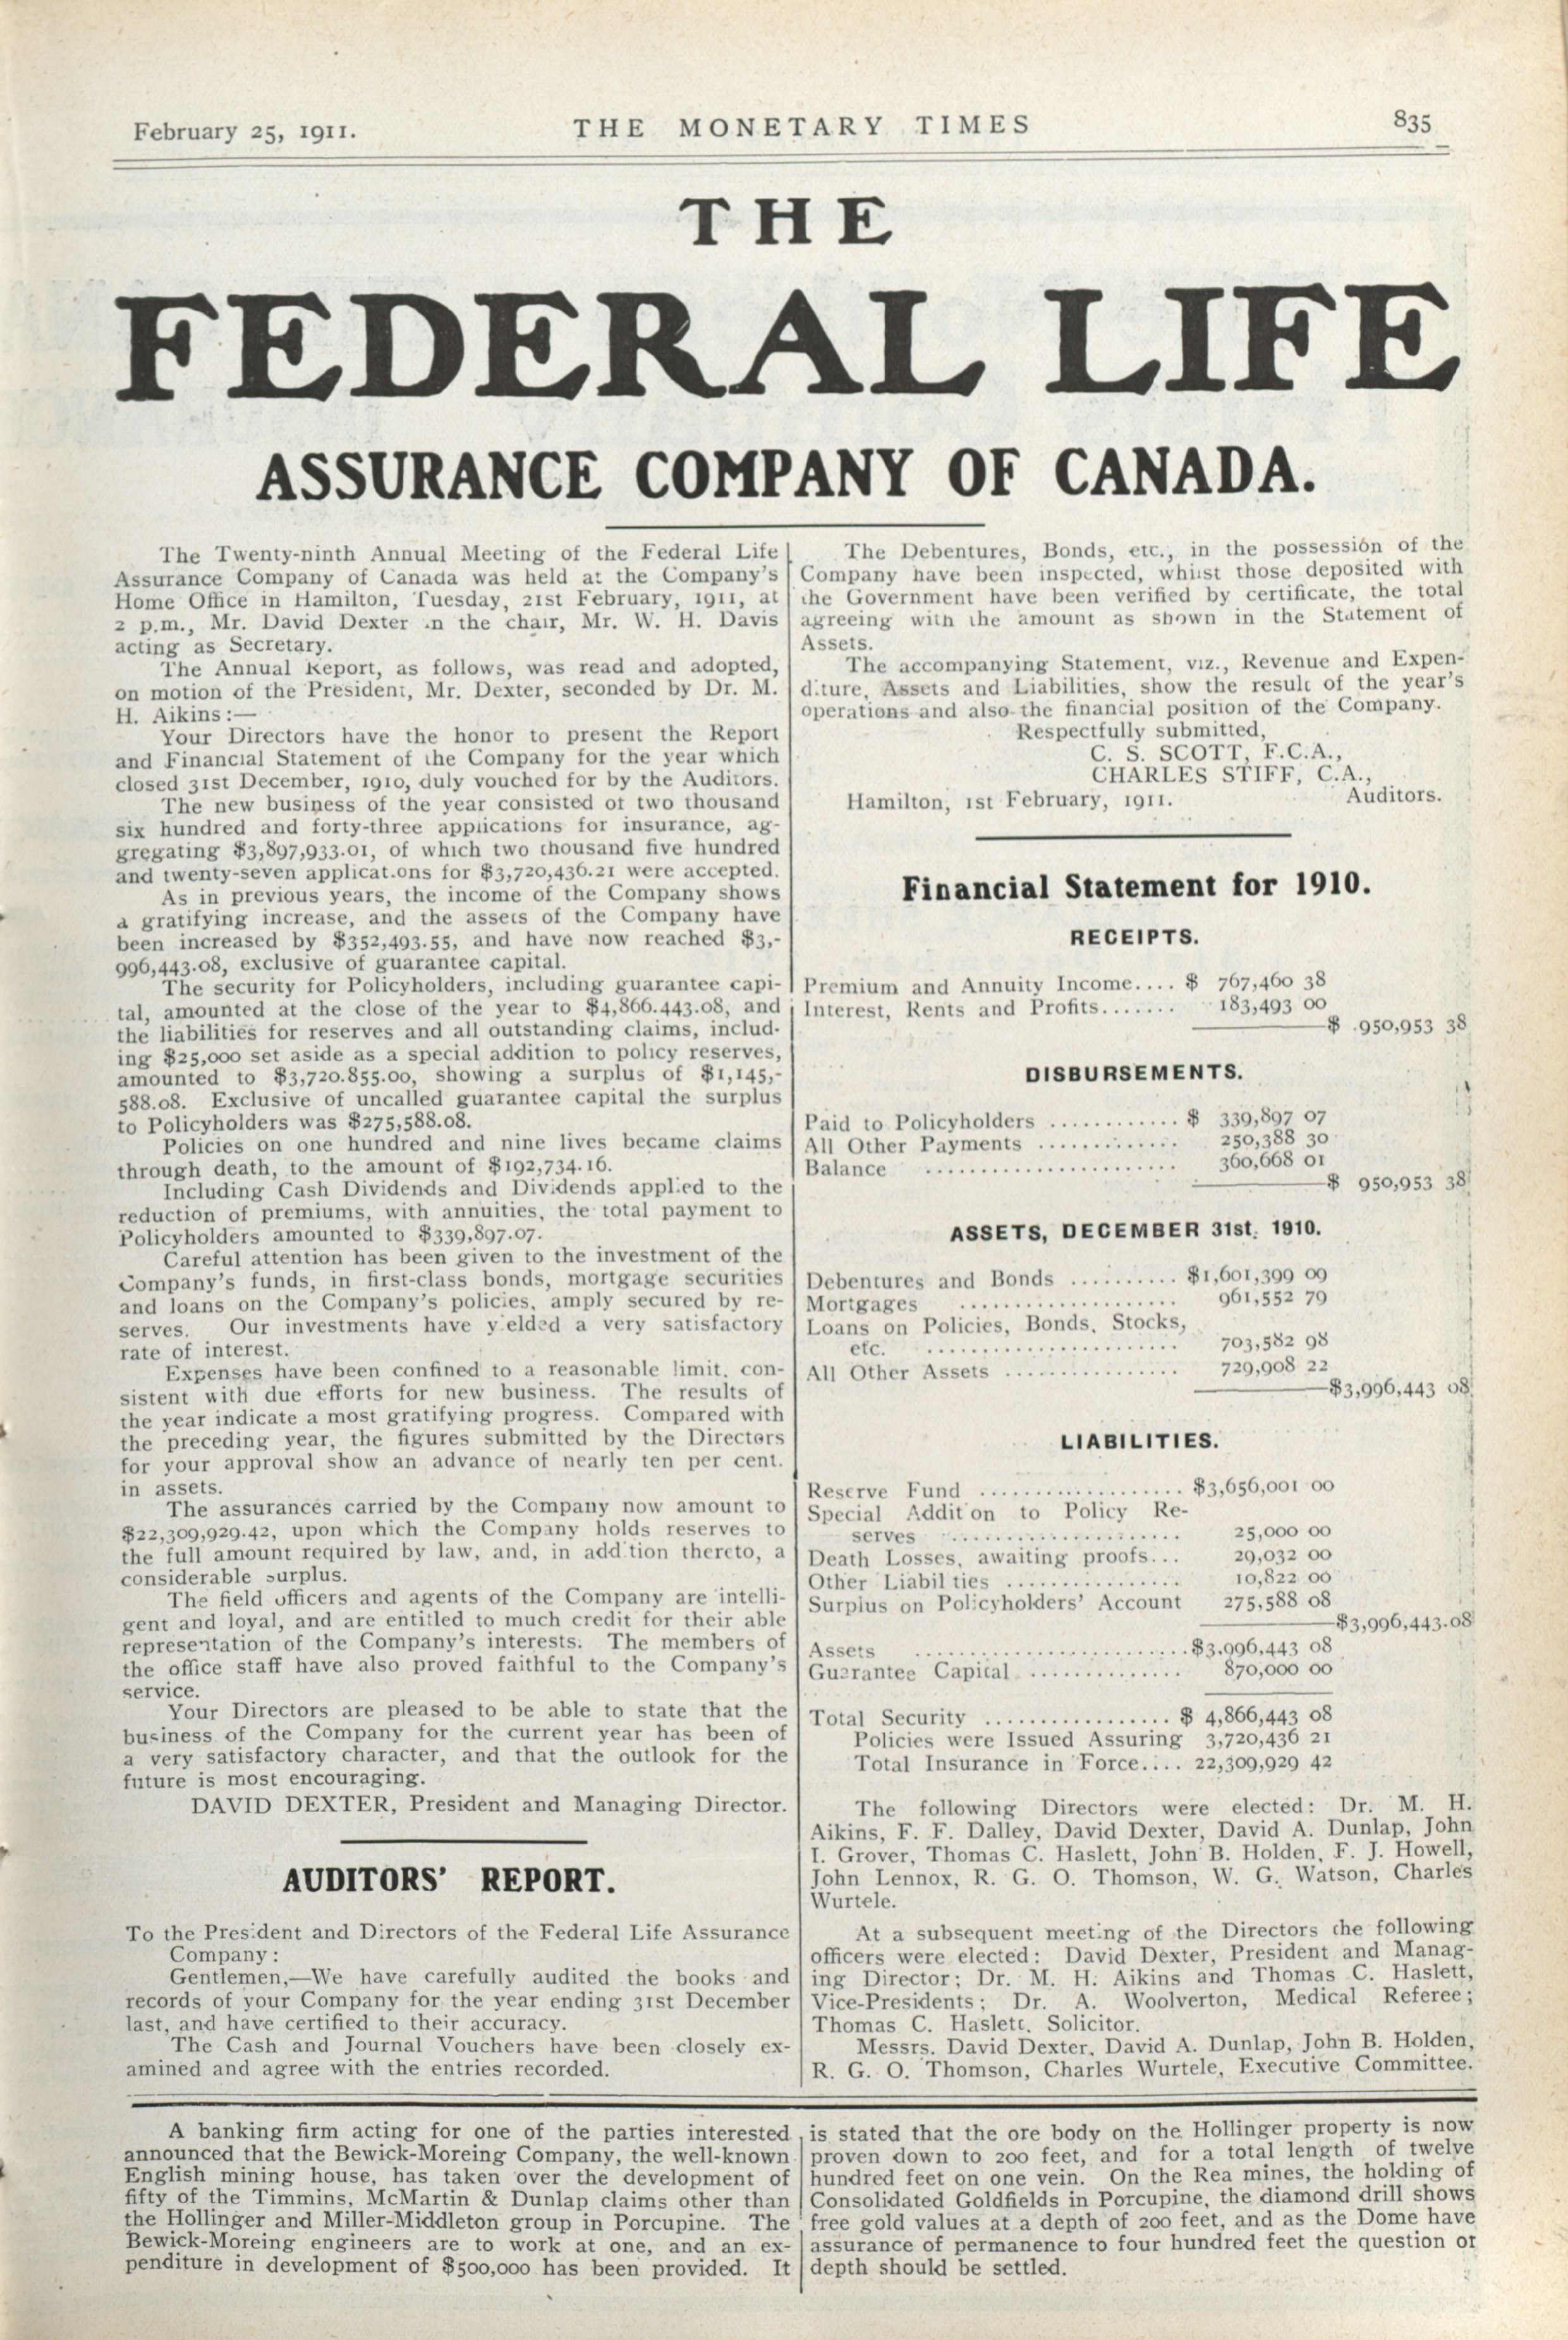 February 25, 1911.
THE MONETARY TIMES
835
THE
FEDERAL LIFE
ASSURANCE COMPANY OF CANADA.
The Twenty-ninth Annual Meeting of the Federal Life
Assurance Company of Canada was held at the Company's
Home Office in Hamilton, Tuesday, 21st February, 1911, at
2 p.m., Mr. David Dexter in the chair, Mr. W. H. Davis
acting as Secretary.
The Annual Report, as follows, was read and adopted,
on motion of the President, Mr. Dexter, seconded by Dr. M.
H. Aikins:—
Your Directors have the honor to present the Report
and Financial Statement of the Company for the year which
closed 31st December, 1910, duly vouched for by the Auditors.
The new business of the year consisted of two thousand
six hundred and forty-three applications for insurance, ag-
gregating $3,897,933.01, of which two thousand five hundred
and twenty-seven applications for $3,720,436.21 were accepted.
As in previous years, the income of the Company shows
a gratifying increase, and the assets of the Company have
been increased by $352,493.55, and have now reached $3,-
996,443.08, exclusive of guarantee capital.
The security for Policyholders, including guarantee capi-
tal, amounted at the close of the year to $4,866.443.08, and
the liabilities for reserves and all outstanding claims, includ-
ing $25,000 set aside as a special addition to policy reserves,
amounted to $3,720.855.00, showing a surplus of $1,145,-
588.08. Exclusive of uncalled guarantee capital the surplus
to Policyholders was $275,588.08.
Policies on one hundred and nine lives became claims
through death, to the amount of $192,734.16.
Including Cash Dividends and Dividends applied to the
reduction of premiums, with annuities, the total payment to
Policyholders amounted to $339,897.07.
Careful attention has been given to the investment of the
Company's funds, in first-class bonds, mortgage securities
and loans on the Company's policies, amply secured by re-
serves. Our investments have yielded a very satisfactory
rate of interest.
Expenses have been confined to a reasonable limit, con-
sistent with due efforts for new business. The results of
the year indicate a most gratifying progress. Compared with
the preceding year, the figures submitted by the Directors
for your approval show an advance of nearly ten per cent.
in assets.
The assurances carried by the Company now amount to
$22,309,929.42, upon which the Company holds reserves to
the full amount required by law, and, in addition thereto, a
considerable surplus.
The field officers and agents of the Company are intelli-
gent and loyal, and are entitled to much credit for their able
representation of the Company's interests. The members of
the office staff have also proved faithful to the Company's
service.
Your Directors are pleased to be able to state that the
business of the Company for the current year has been of
a very satisfactory character, and that the outlook for the
future is most encouraging.
DAVID DEXTER, President and Managing Director.
AUDITORS' REPORT.
To the President and Directors of the Federal Life Assurance
Company:
Gentlemen,—We have carefully audited the books and
records of your Company for the year ending 31st December
last, and have certified to their accuracy.
The Cash and Journal Vouchers have been closely ex-
amined and agree with the entries recorded.
The Debentures, Bonds, etc., in the possession of the
Company have been inspected, whilst those deposited with
the Government have been verified by certificate, the total
agreeing with the amount as shown in the Statement of
Assets.
The accompanying Statement, viz., Revenue and Expen-
diture, Assets and Liabilities, show the result of the year's
operations and also the financial position of the Company.
Respectfully submitted,
C. S. SCOTT, F.C.A.,
CHARLES STIFF, C.A.,
Hamilton, 1st February, 1911. Auditors.
Financial Statement for 1910.
RECEIPTS.
Premium and Annuity Income.... $ 767,460 38
Interest, Rents and Profits....... 183,493 00
$ 950,953 38
DISBURSEMENTS.
Paid to Policyholders ............ $ 339,897 07
All Other Payments ............. 250,388 30
Balance ....................... 360,668 01
$ 950,953 38
ASSETS, DECEMBER 31st, 1910.
Debentures and Bonds .......... $1,601,399 09
Mortgages .................... 961,552 79
Loans on Policies, Bonds, Stocks,
etc. ....................... 703,582 98
All Other Assets ................ 729,908 22
$3,996,443 08
LIABILITIES.
Reserve Fund ................... $3,656,001 00
Special Addition to Policy Re-
serves ...................... 25,000 00
Death Losses, awaiting proofs... 29,032 00
Other Liabilities ................ 10,822 00
Surplus on Policyholders' Account 275,588 08
$3,996,443.08
Assets .........................$3,996,443 08
Guarantee Capital .............. 870,000 00
Total Security ................. $ 4,866,443 08
Policies were Issued Assuring 3,720,436 21
Total Insurance in Force.... 22,309,929 42
The following Directors were elected: Dr. M. H.
Aikins, F. F. Dalley, David Dexter, David A. Dunlap, John
I. Grover, Thomas C. Haslett, John B. Holden, F. J. Howell,
John Lennox, R. G. O. Thomson, W. G. Watson, Charles
Wurtele.
At a subsequent meeting of the Directors the following
officers were elected: David Dexter, President and Manag-
ing Director; Dr. M. H. Aikins and Thomas C. Haslett,
Vice-Presidents; Dr. A. Woolverton, Medical Referee;
Thomas C. Haslett, Solicitor.
Messrs. David Dexter, David A. Dunlap, John B. Holden,
R. G. O. Thomson, Charles Wurtele, Executive Committee.
A banking firm acting for one of the parties interested
announced that the Bewick-Moreing Company, the well-known
English mining house, has taken over the development of
fifty of the Timmins, McMartin & Dunlap claims other than
the Hollinger and Miller-Middleton group in Porcupine. The
Bewick-Moreing engineers are to work at one, and an ex-
penditure in development of $500,000 has been provided. It
is stated that the ore body on the Hollinger property is now
proven down to 200 feet, and for a total length of twelve
hundred feet on one vein. On the Rea mines, the holding of
Consolidated Goldfields in Porcupine, the diamond drill shows
free gold values at a depth of 200 feet, and as the Dome have
assurance of permanence to four hundred feet the question of
depth should be settled.